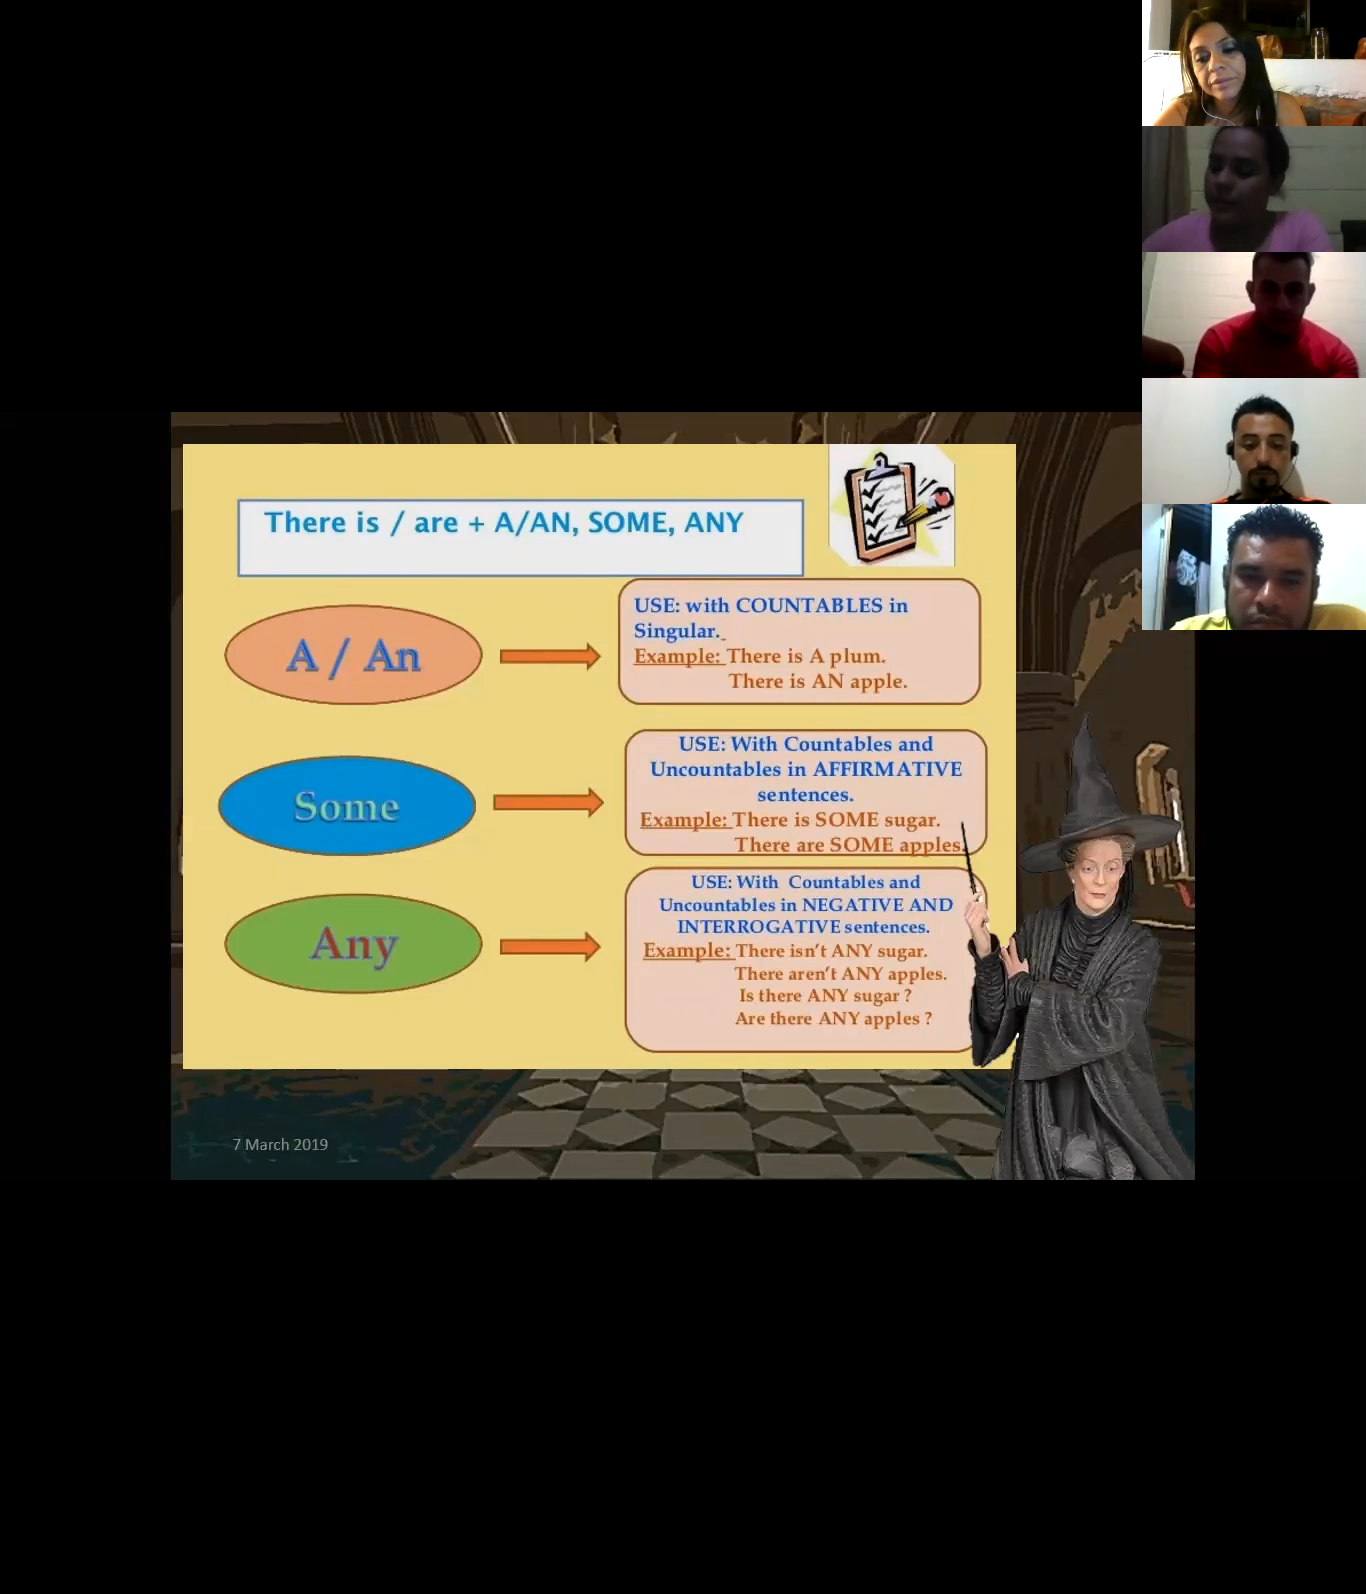 There is / are + A/AN, SOME, ANY
A / An
USE: with COUNTABLES in
Singular.
Example: There is A plum.
There is AN apple.
Some
USE: With Countables and
Uncountables in AFFIRMATIVE
sentences.
Example: There is SOME sugar.
There are SOME apples.
Any
USE: With Countables and
Uncountables in NEGATIVE AND
INTERROGATIVE sentences.
Example: There isn't ANY sugar.
There aren't ANY apples.
Is there ANY sugar ?
Are there ANY apples ?
7 March 2019